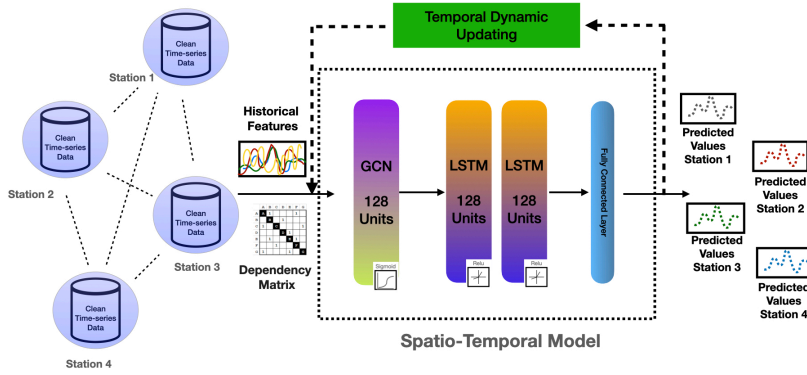 Temporal Dynamic
Updating
Clean
Time-series
Data
Station 1
Clean
Time-series
Data
Station 2
Clean
Time-series
Data
Station 3
Clean
Time-series
Data
Station 4
Historical
Features
Dependency
Matrix
GCN
128
Units
Sigmoid
LSTM
128
Units
Relu
LSTM
128
Units
Relu
Fully Connected Layer
Spatio-Temporal Model
Predicted
Values
Station 1
Predicted
Values
Station 2
Predicted
Values
Station 3
Predicted
Values
Station 4